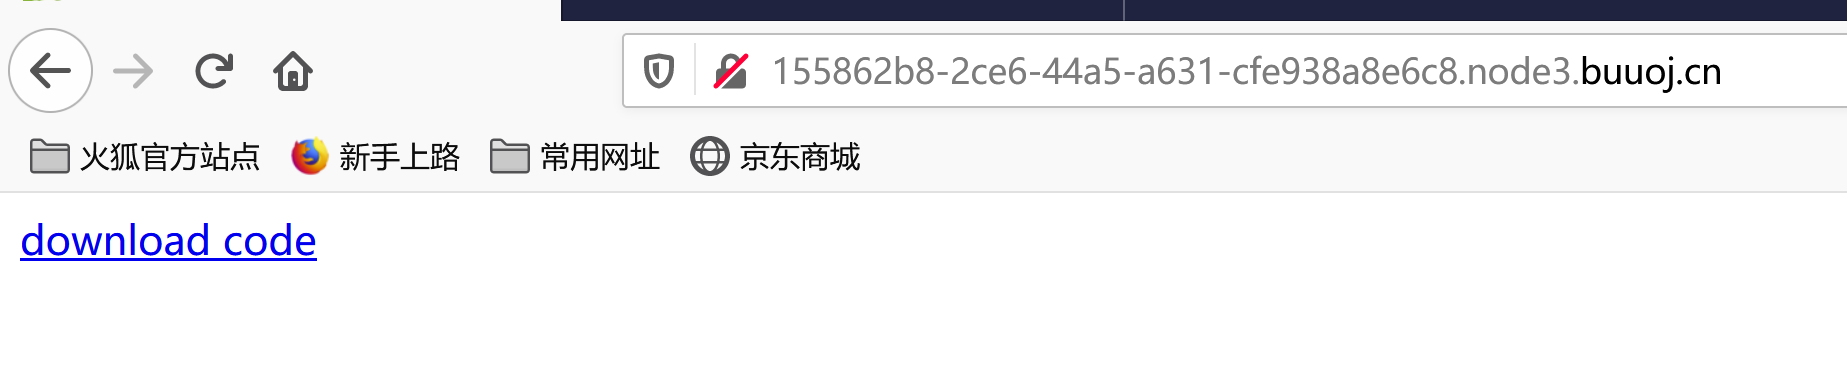 155862b8-2ce6-44a5-a631-cfe938a8e6c8.node3.buuoj.cn
火狐官方站点 新手上路 常用网址 京东商城
download code